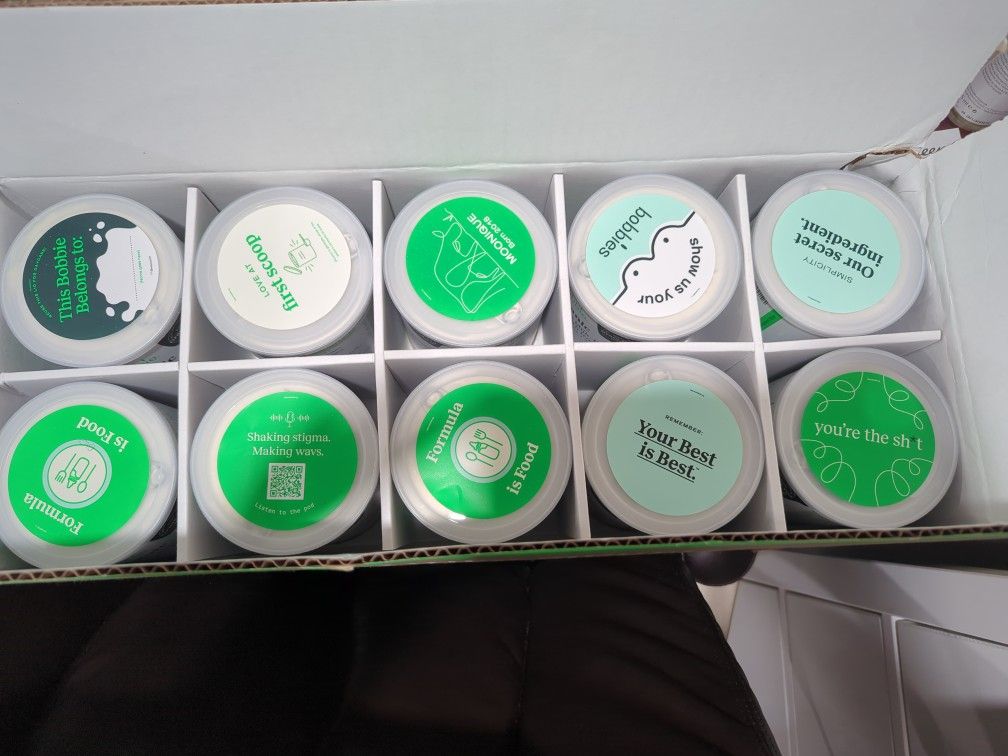 This Bobbie
Belongs to:
LOVE AT
first scoop
MOONIQUE
Born 2018
show us your
bobbies
SIMPLICITY
Our secret
ingredient.
Formula
is Food
Shaking stigma.
Making wavs.
Listen to the pod
Formula
is Food
REMEMBER:
Your Best
is Best.
you're the sh*t